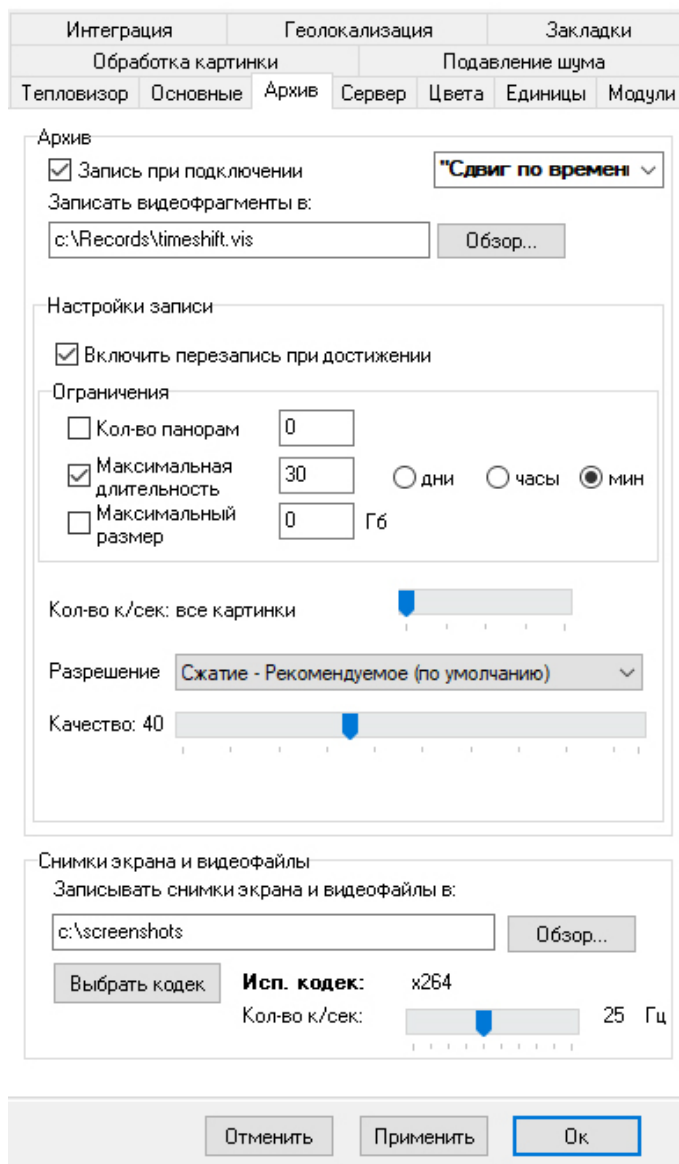 Интеграция Геолокализация Закладки
Обработка картинки Подавление шума
Тепловизор Основные Архив Сервер Цвета Единицы Модули
Архив
Запись при подключении "Сдвиг по времени
Записать видеофрагменты в:
c:\Records\timeshift.vis Обзор...
Настройки записи
Включить перезапись при достижении
Ограничения
Кол-во панорам 0
Максимальная
длительность 30 дни часы мин
Максимальный
размер 0 Гб
Кол-во к/сек: все картинки
Разрешение Сжатие - Рекомендуемое (по умолчанию)
Качество: 40
Снимки экрана и видеофайлы
Записывать снимки экрана и видеофайлы в:
c:\screenshots Обзор...
Выбрать кодек Исп. кодек: x264
Кол-во к/сек: 25 Гц
Отменить Применить Ок